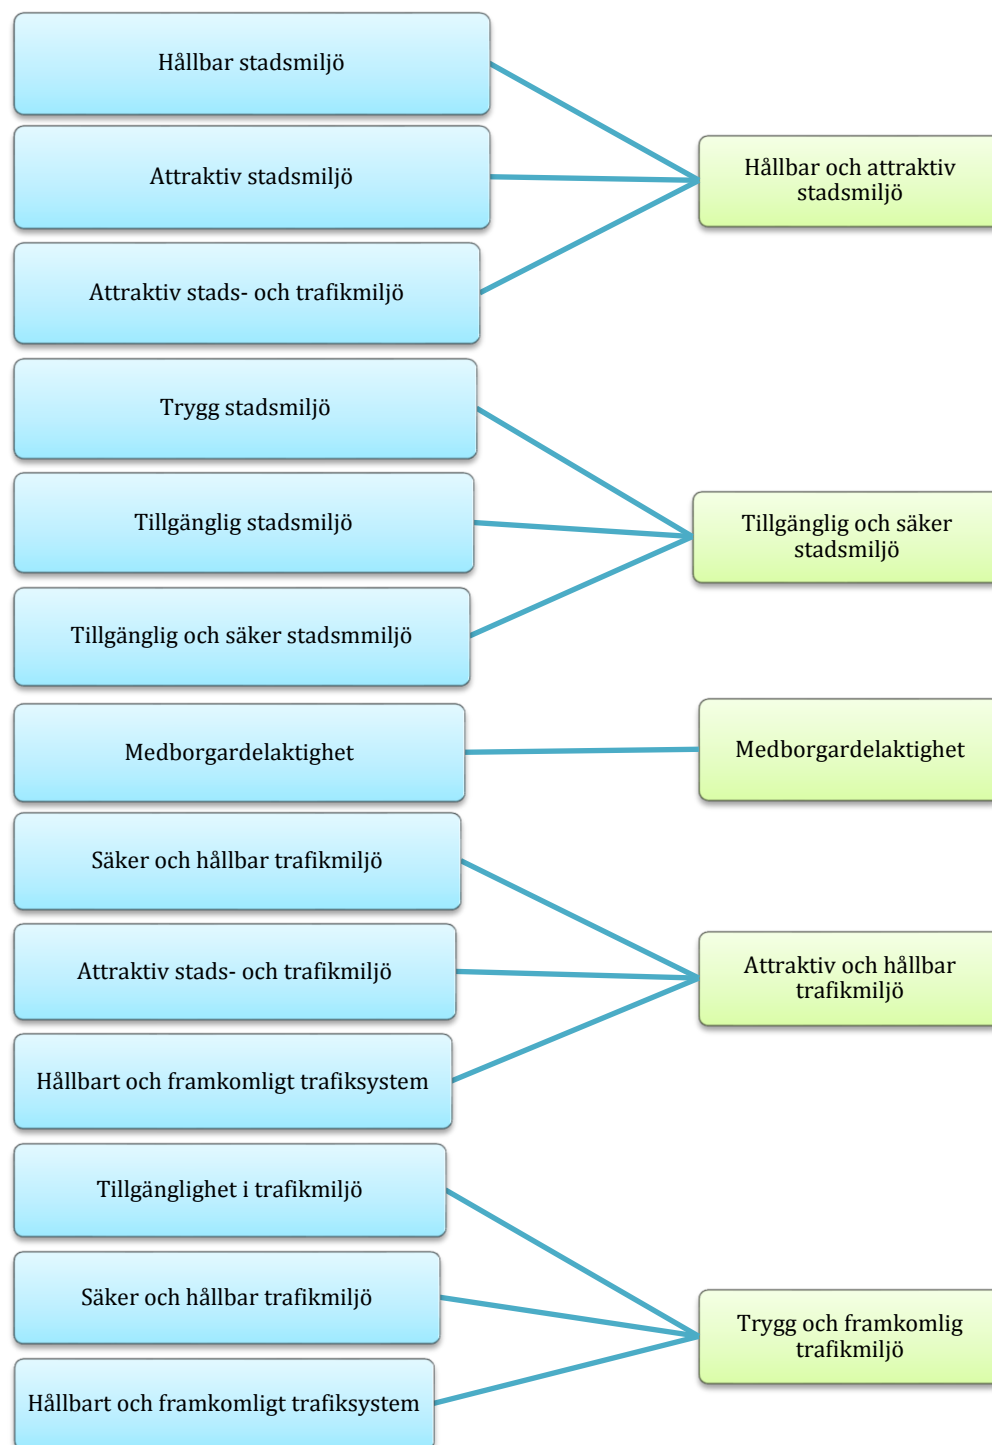 Hållbar stadsmiljö
Attraktiv stadsmiljö
Attraktiv stads- och trafikmiljö
Hållbar och attraktiv
stadsmiljö
Trygg stadsmiljö
Tillgänglig stadsmiljö
Tillgänglig och säker stadsmmiljö
Tillgänglig och säker
stadsmiljö
Medborgardelaktighet
Medborgardelaktighet
Säker och hållbar trafikmiljö
Attraktiv stads- och trafikmiljö
Hållbart och framkomligt trafiksystem
Attraktiv och hållbar
trafikmiljö
Tillgänglighet i trafikmiljö
Säker och hållbar trafikmiljö
Hållbart och framkomligt trafiksystem
Trygg och framkomlig
trafikmiljö